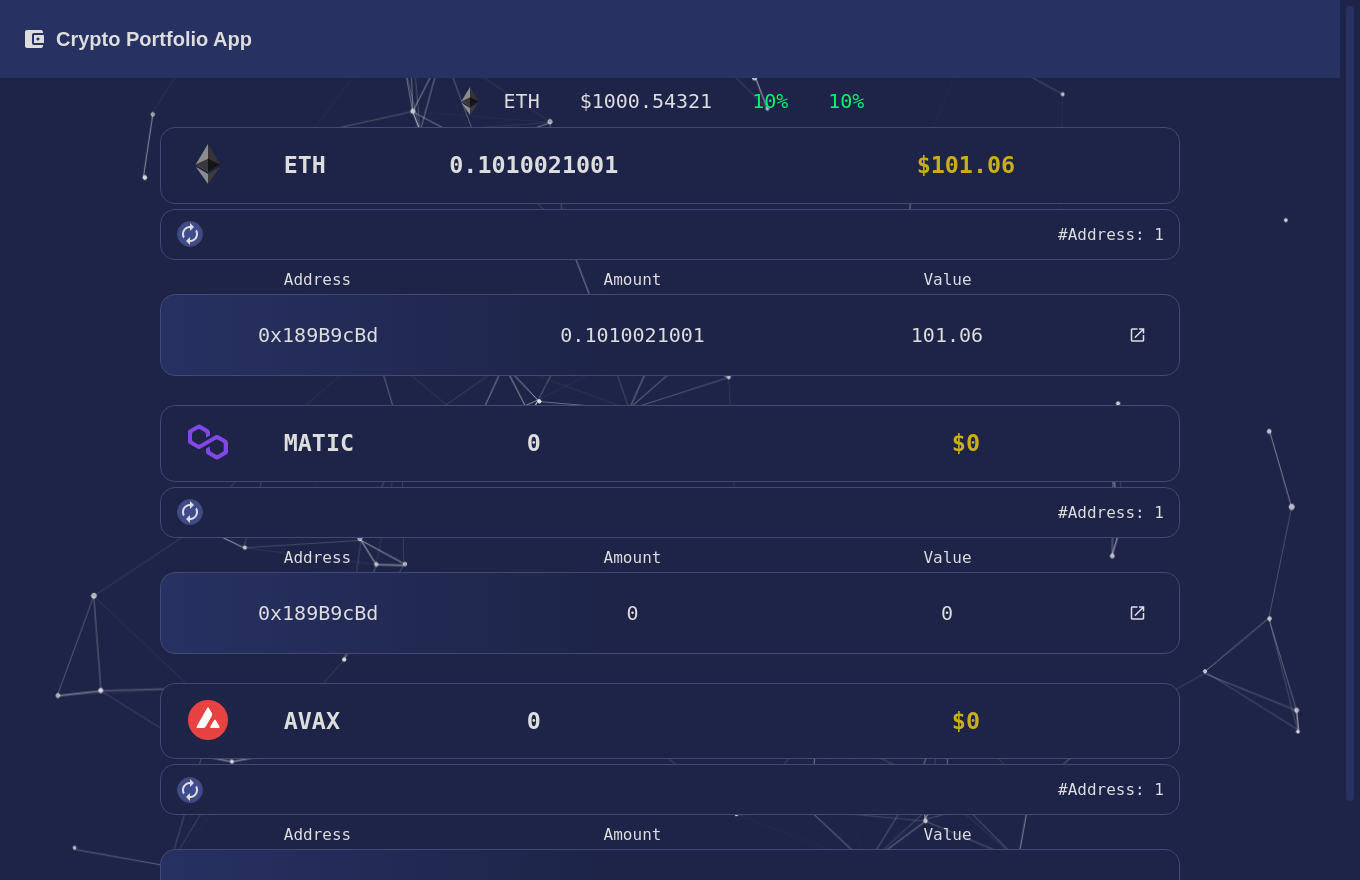 Crypto Portfolio App
ETH $1000.54321 10% 10%
ETH 0.1010021001 $101.06
#Address: 1
Address Amount Value
0x189B9cBd 0.1010021001 101.06
MATIC 0 $0
#Address: 1
Address Amount Value
0x189B9cBd 0 0
AVAX 0 $0
#Address: 1
Address Amount Value